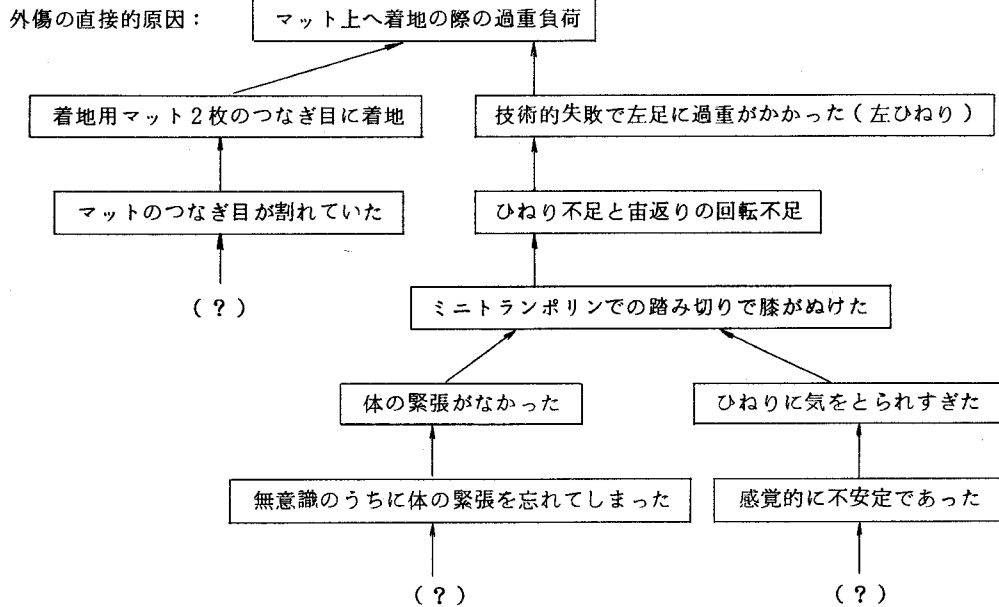 外傷の直接的原因： マット上へ着地の際の過重負荷
着地用マット2枚のつなぎ目に着地
技術的失敗で左足に過重がかかった（左ひねり）
マットのつなぎ目が割れていた
ひねり不足と宙返りの回転不足
（？）
ミニトランポリンでの踏み切りで膝がぬけた
体の緊張がなかった
ひねりに気をとられすぎた
無意識のうちに体の緊張を忘れてしまった
感覚的に不安定であった
（？）
（？）